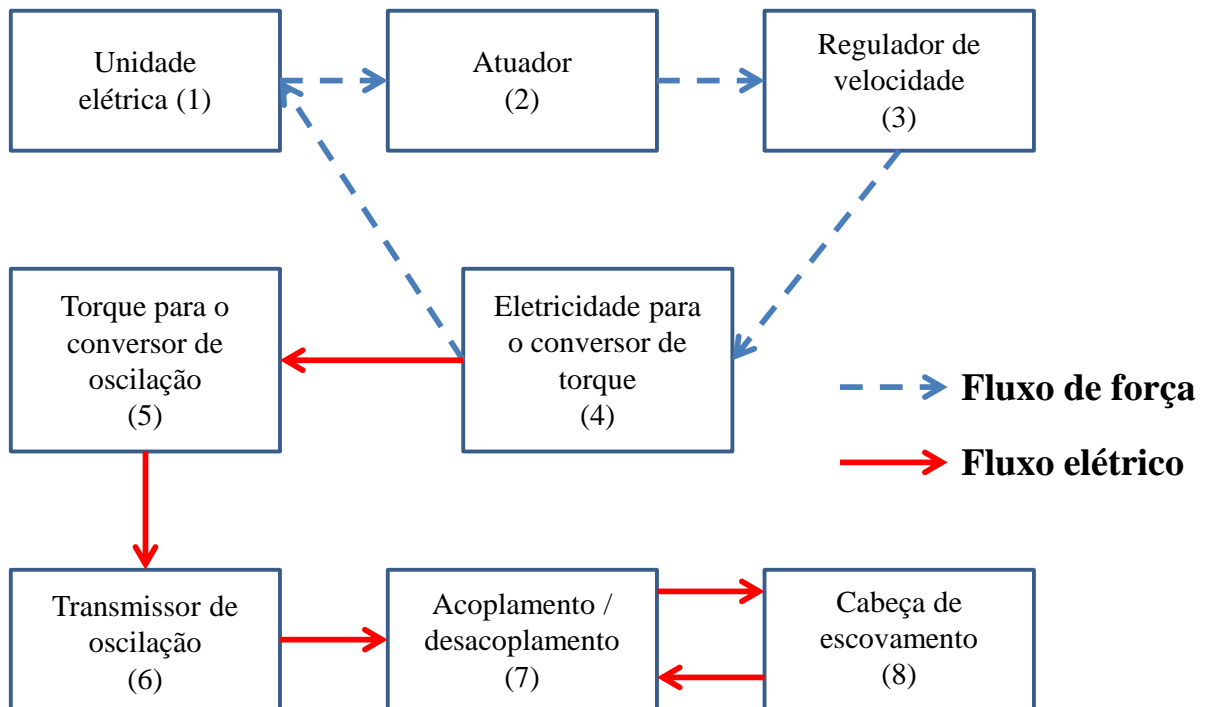 Unidade
elétrica (1)
Atuador
(2)
Regulador de
velocidade
(3)
Torque para o
conversor de
oscilação
(5)
Eletricidade para
o conversor de
torque
(4)
Fluxo de força
Fluxo elétrico
Transmissor de
oscilação
(6)
Acoplamento /
desacoplamento
(7)
Cabeça de
escovamento
(8)